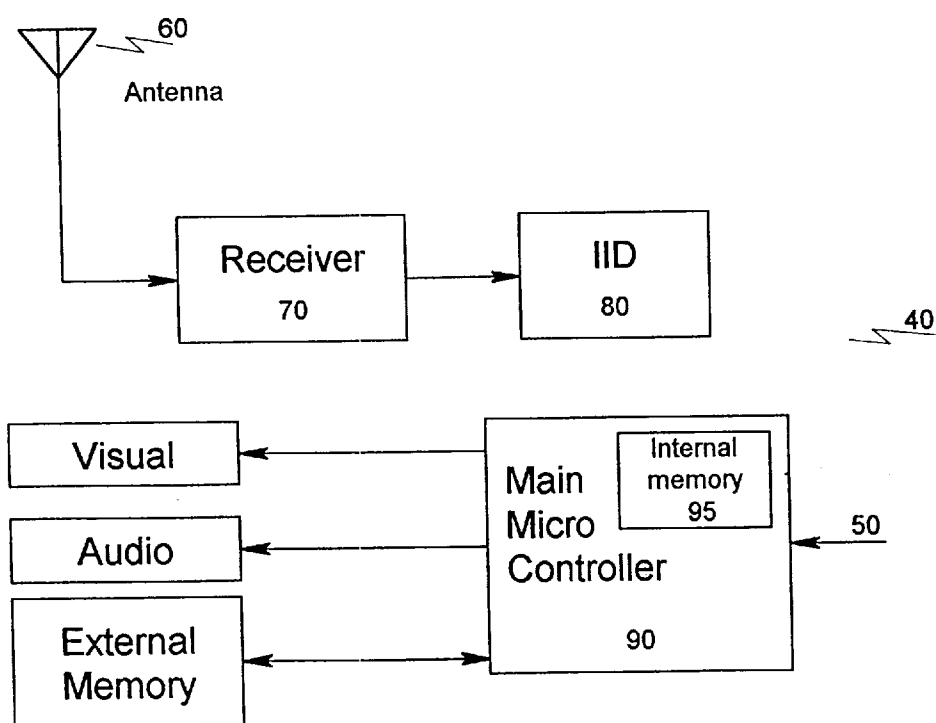 60
Antenna
Receiver
70
IID
80
40
Visual
Audio
External
Memory
Main
Micro
Controller
90
Internal
memory
95
50